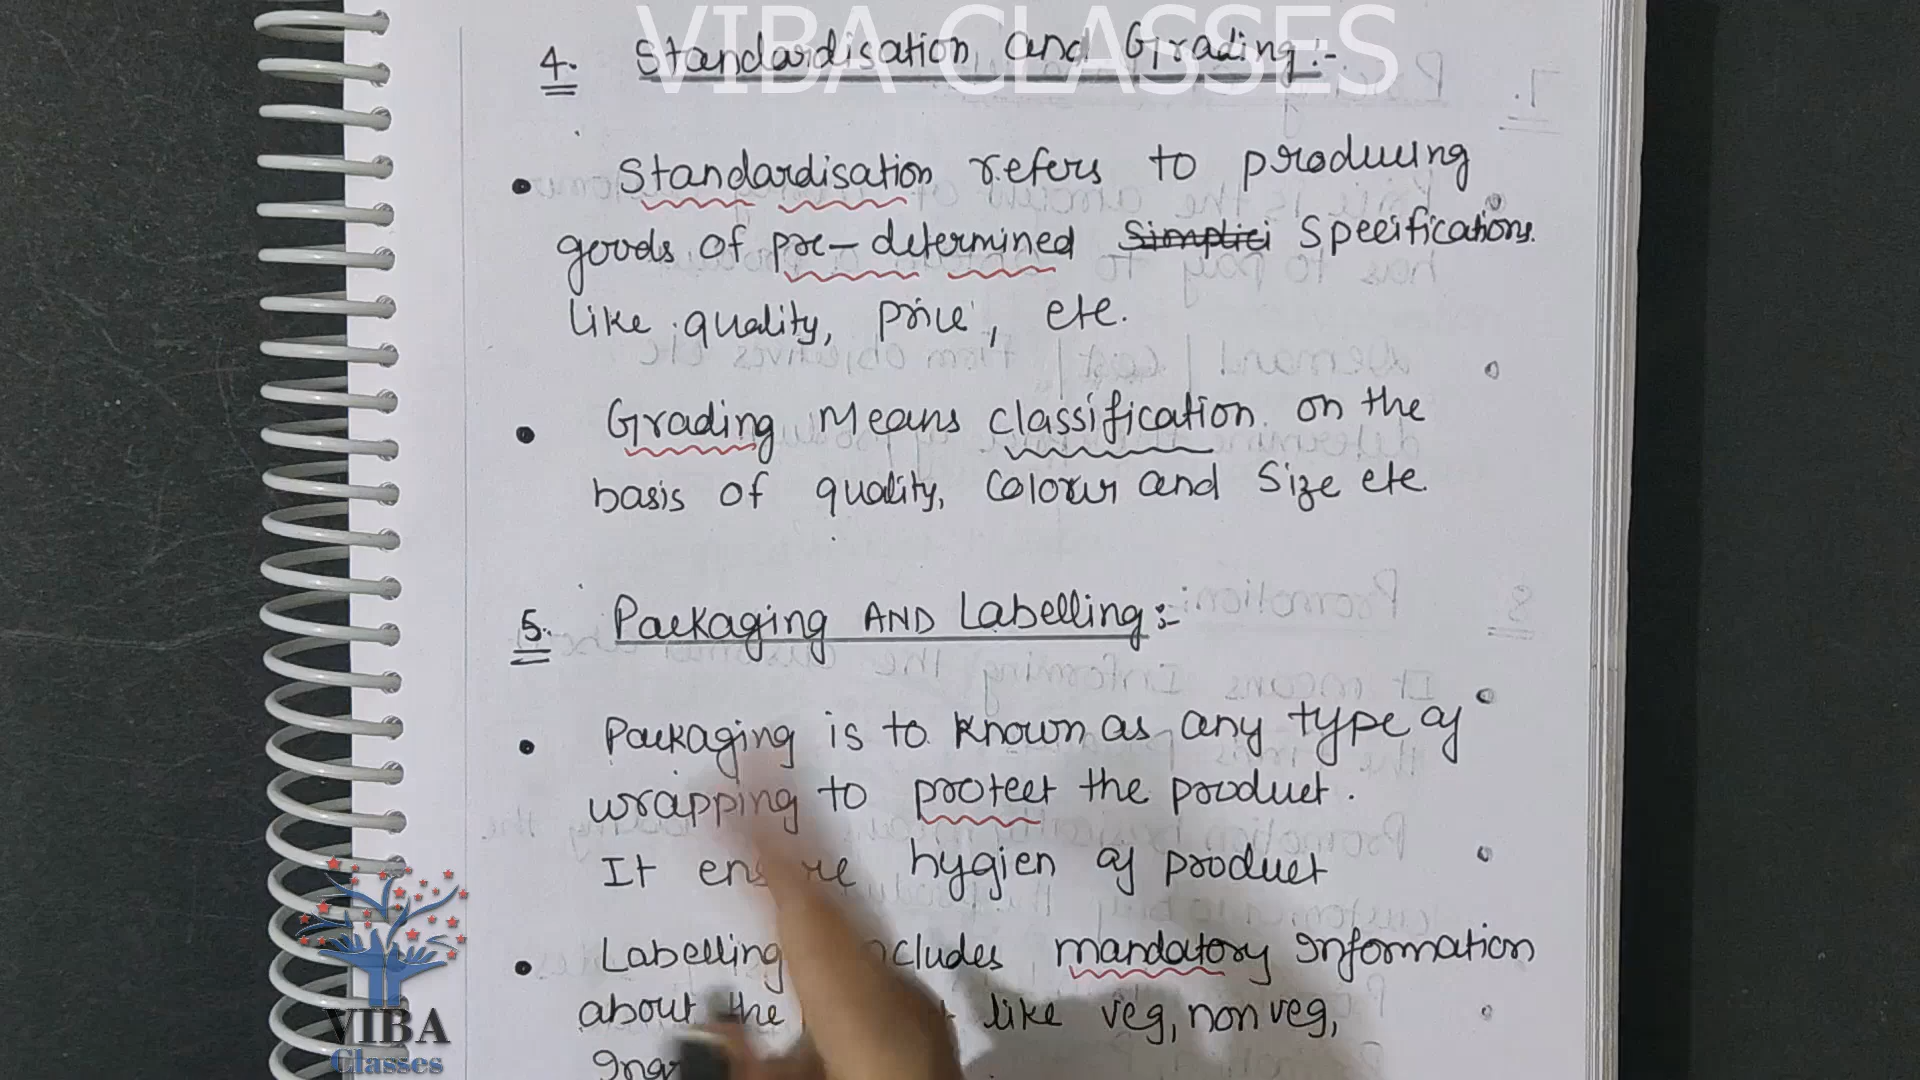 VIBA CLASSES
4. Standardisation and Grading:-
• Standardisation refers to producing
goods of pre-determined Simplici Specifications.
like quality, price, etc.
• Grading Means classification on the
basis of quality, Colour and Size etc.
5. Packaging AND Labelling:-
• Packaging is to known as any type of
wrapping to protect the product.
It ensure hygien of product
• Labelling includes mandatory Information
about the like veg, non veg,
VIBA
Classes